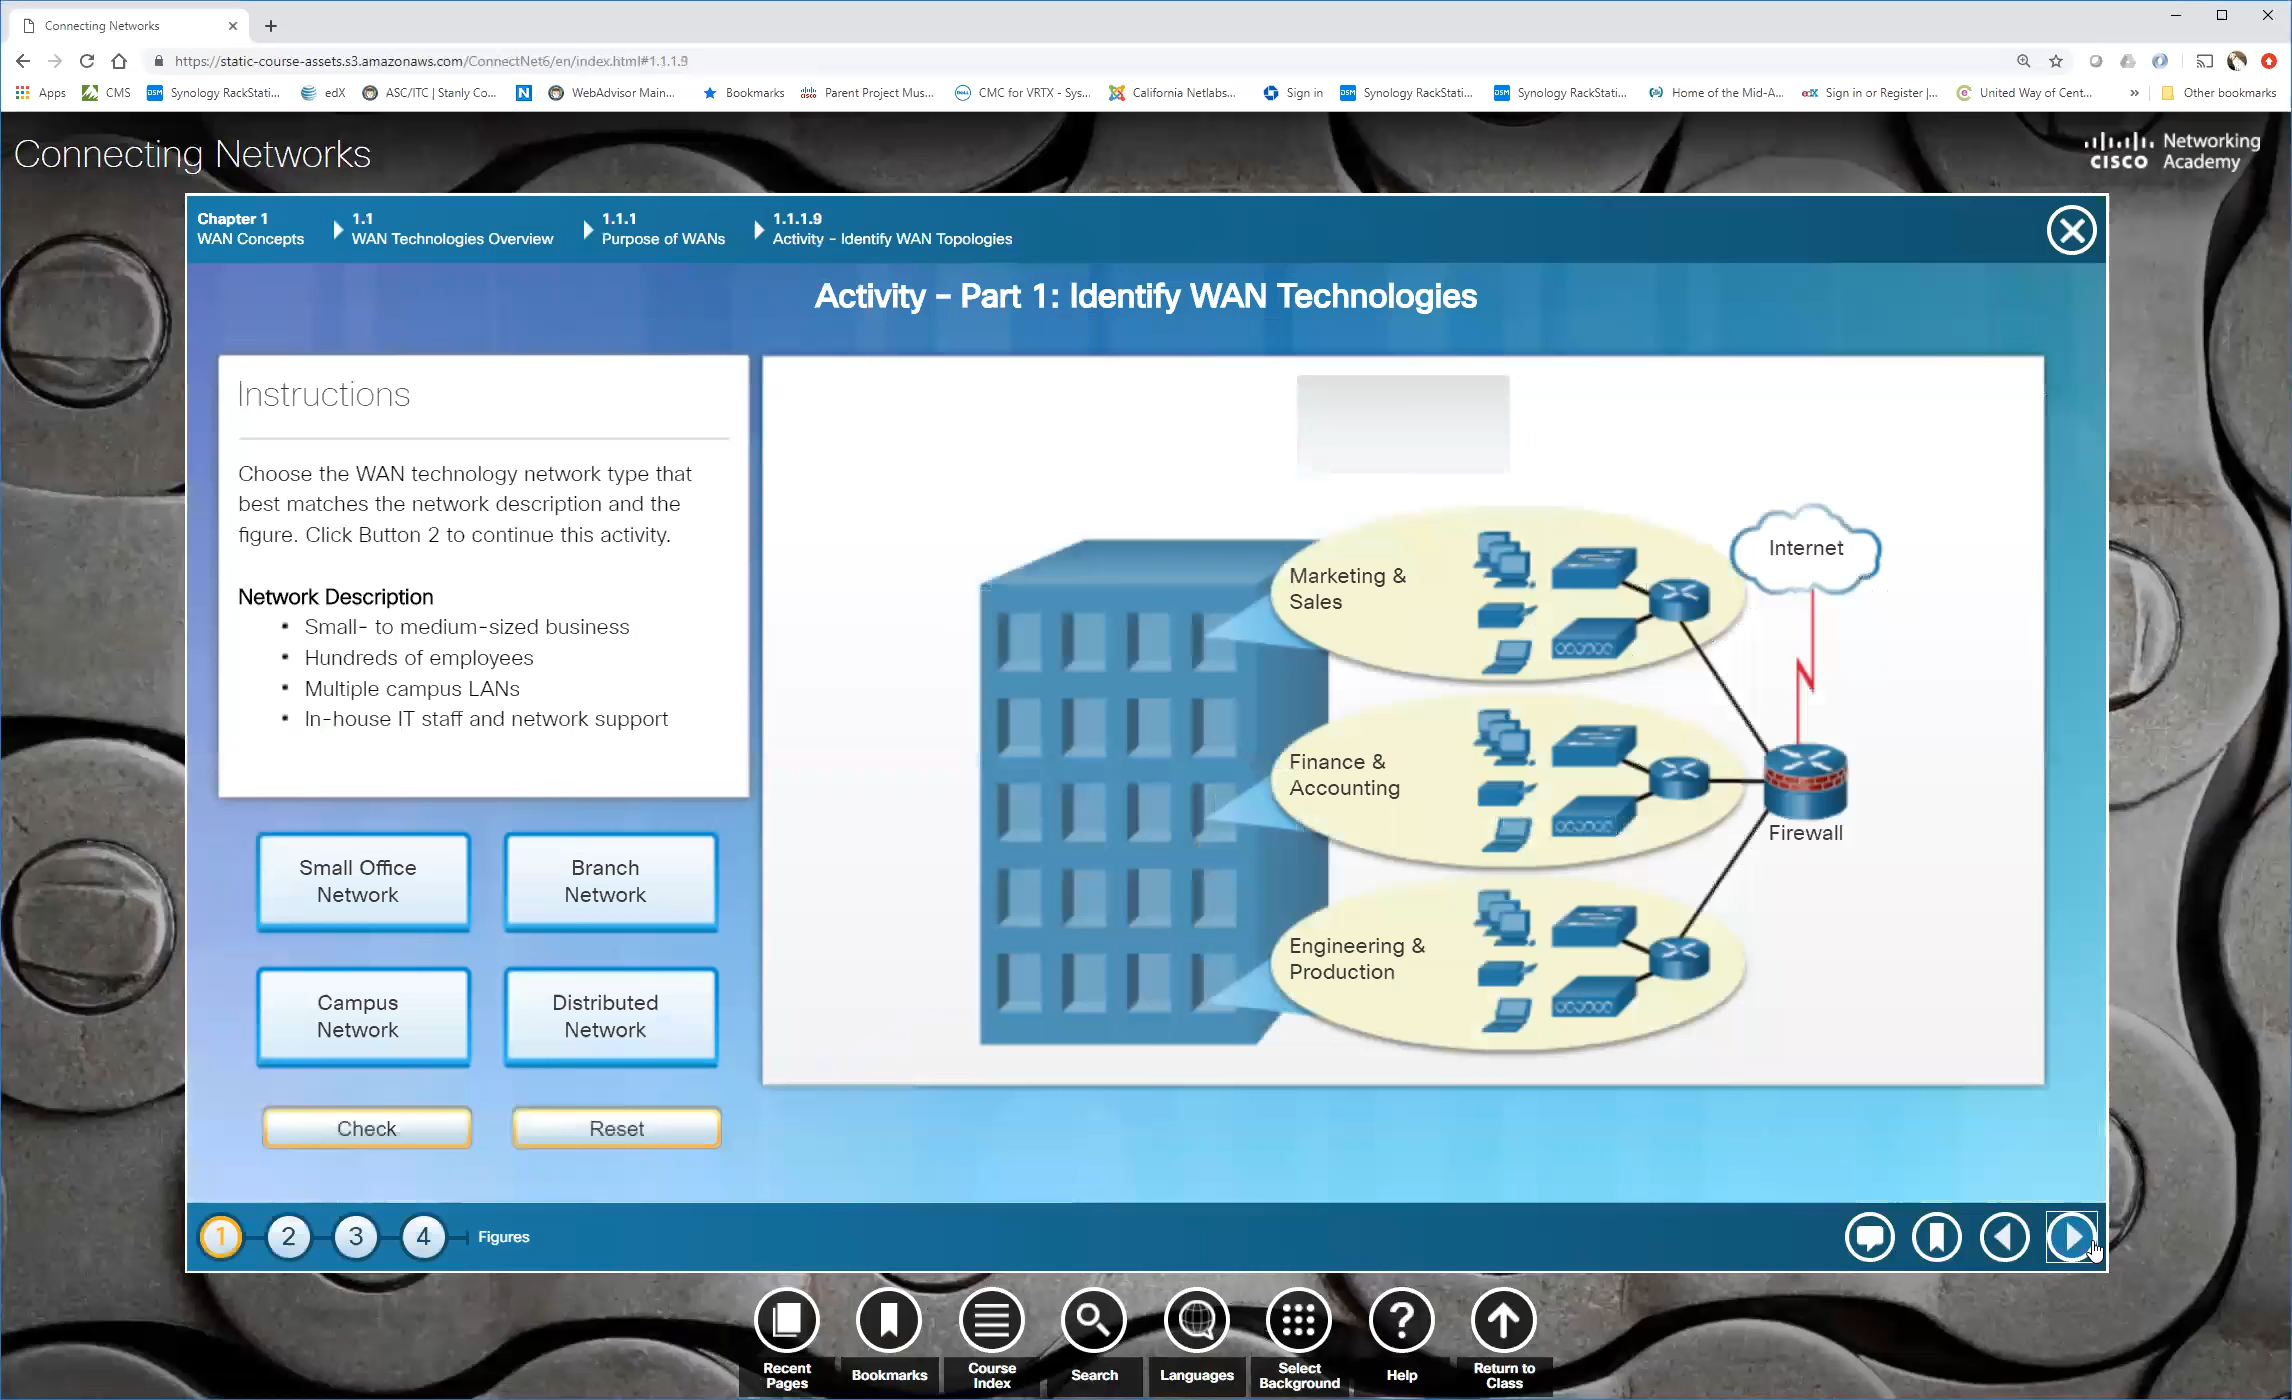 Connecting Networks
https://static-course-assets.s3.amazonaws.com/ConnectNet6/en/index.html#1.1.1.9
Apps
CMS
DSM
Synology RackStati...
edX
ASC/ITC | Stanly Co...
N
WebAdvisor Main...
Bookmarks
Parent Project Mus...
CMC for VRTX - Sys...
California Netlabs...
Sign in
DSM
Synology RackStati...
DSM
Synology RackStati...
Home of the Mid-A...
edX
Sign in or Register |...
United Way of Cent...
»
Other bookmarks
Connecting Networks
CISCO
Networking
Academy
Chapter 1
WAN Concepts
1.1
WAN Technologies Overview
1.1.1
Purpose of WANs
1.1.1.9
Activity - Identify WAN Topologies
Activity – Part 1: Identify WAN Technologies
Instructions
Choose the WAN technology network type that
best matches the network description and the
figure. Click Button 2 to continue this activity.
Network Description
• Small- to medium-sized business
• Hundreds of employees
• Multiple campus LANs
• In-house IT staff and network support
Small Office
Network
Branch
Network
Campus
Network
Distributed
Network
Check
Reset
Marketing &
Sales
Internet
Finance &
Accounting
Firewall
Engineering &
Production
1
2
3
4
Figures
Recent
Pages
Bookmarks
Course
Index
Search
Languages
Select
Background
?
Help
Return to
Class